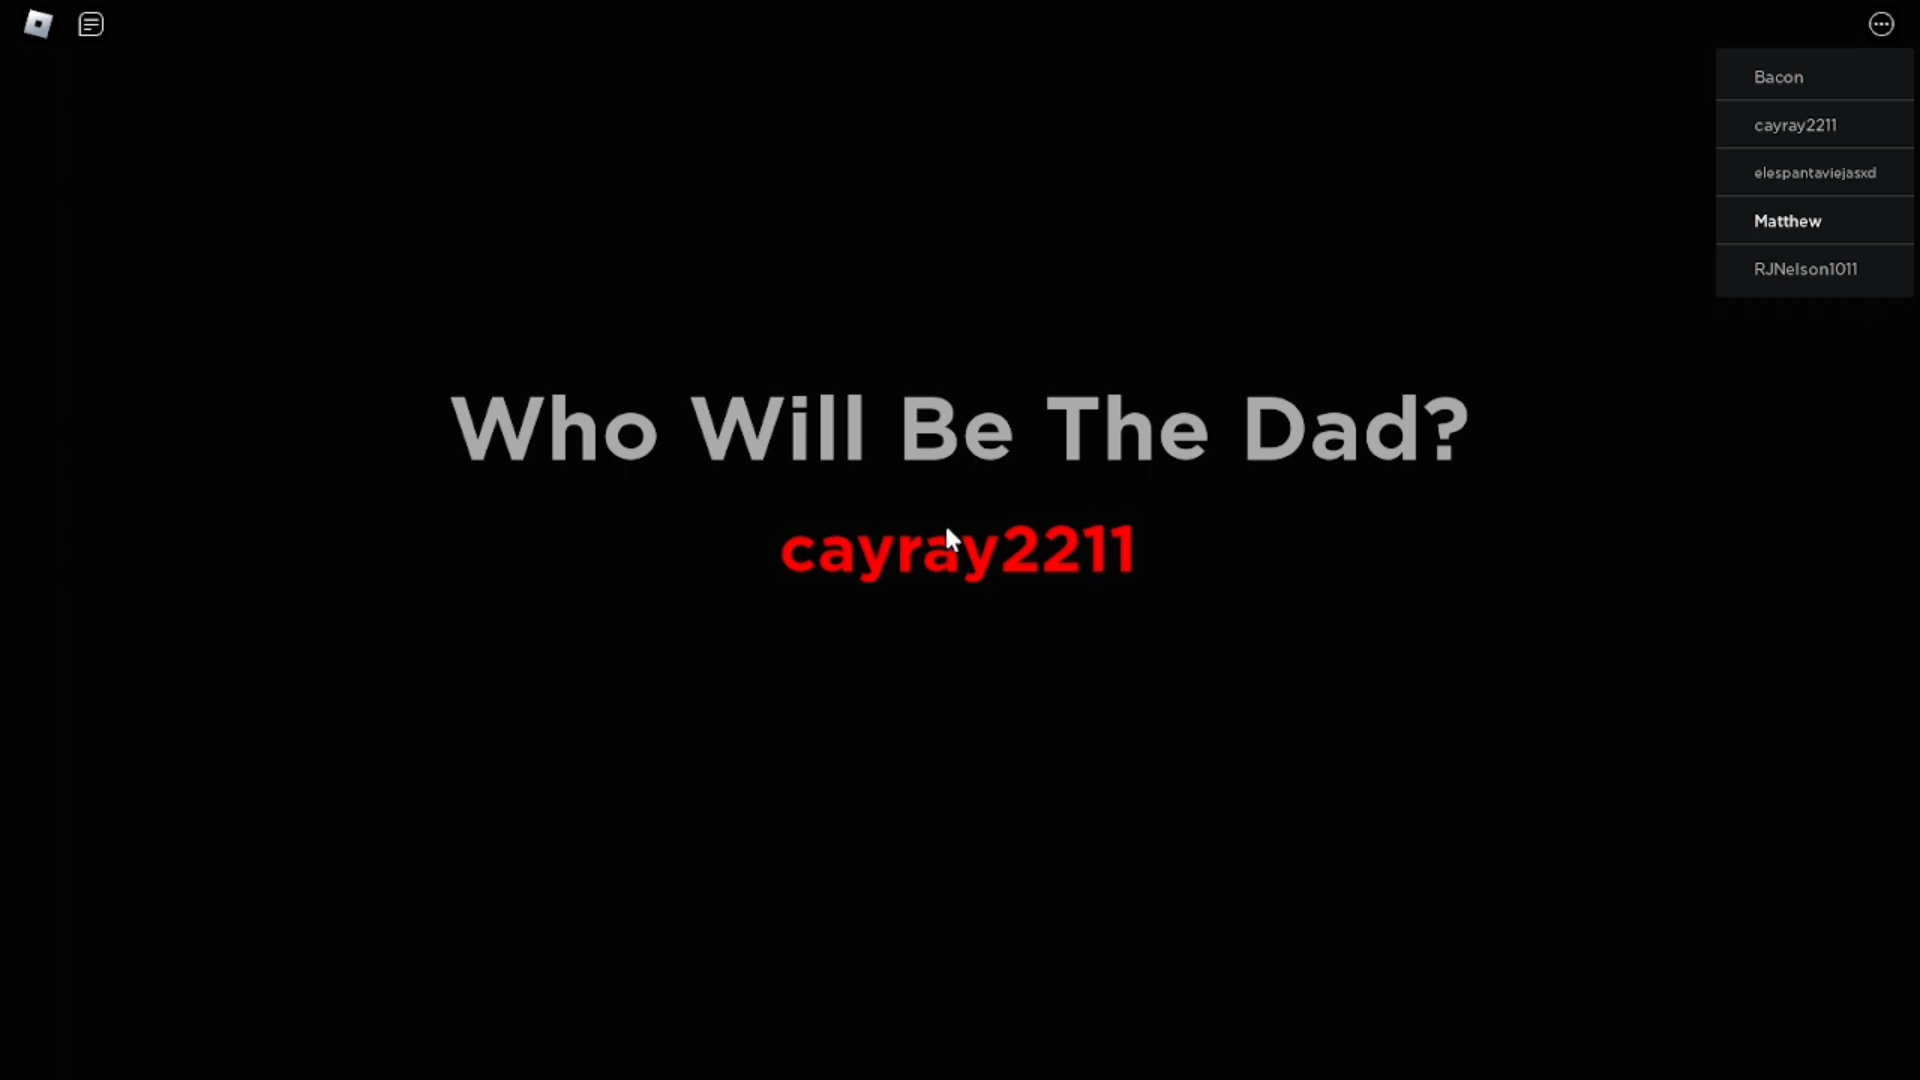 Bacon
cayray2211
elespantaviejasxd
Matthew
RJNelson1011
Who Will Be The Dad?
cayray2211